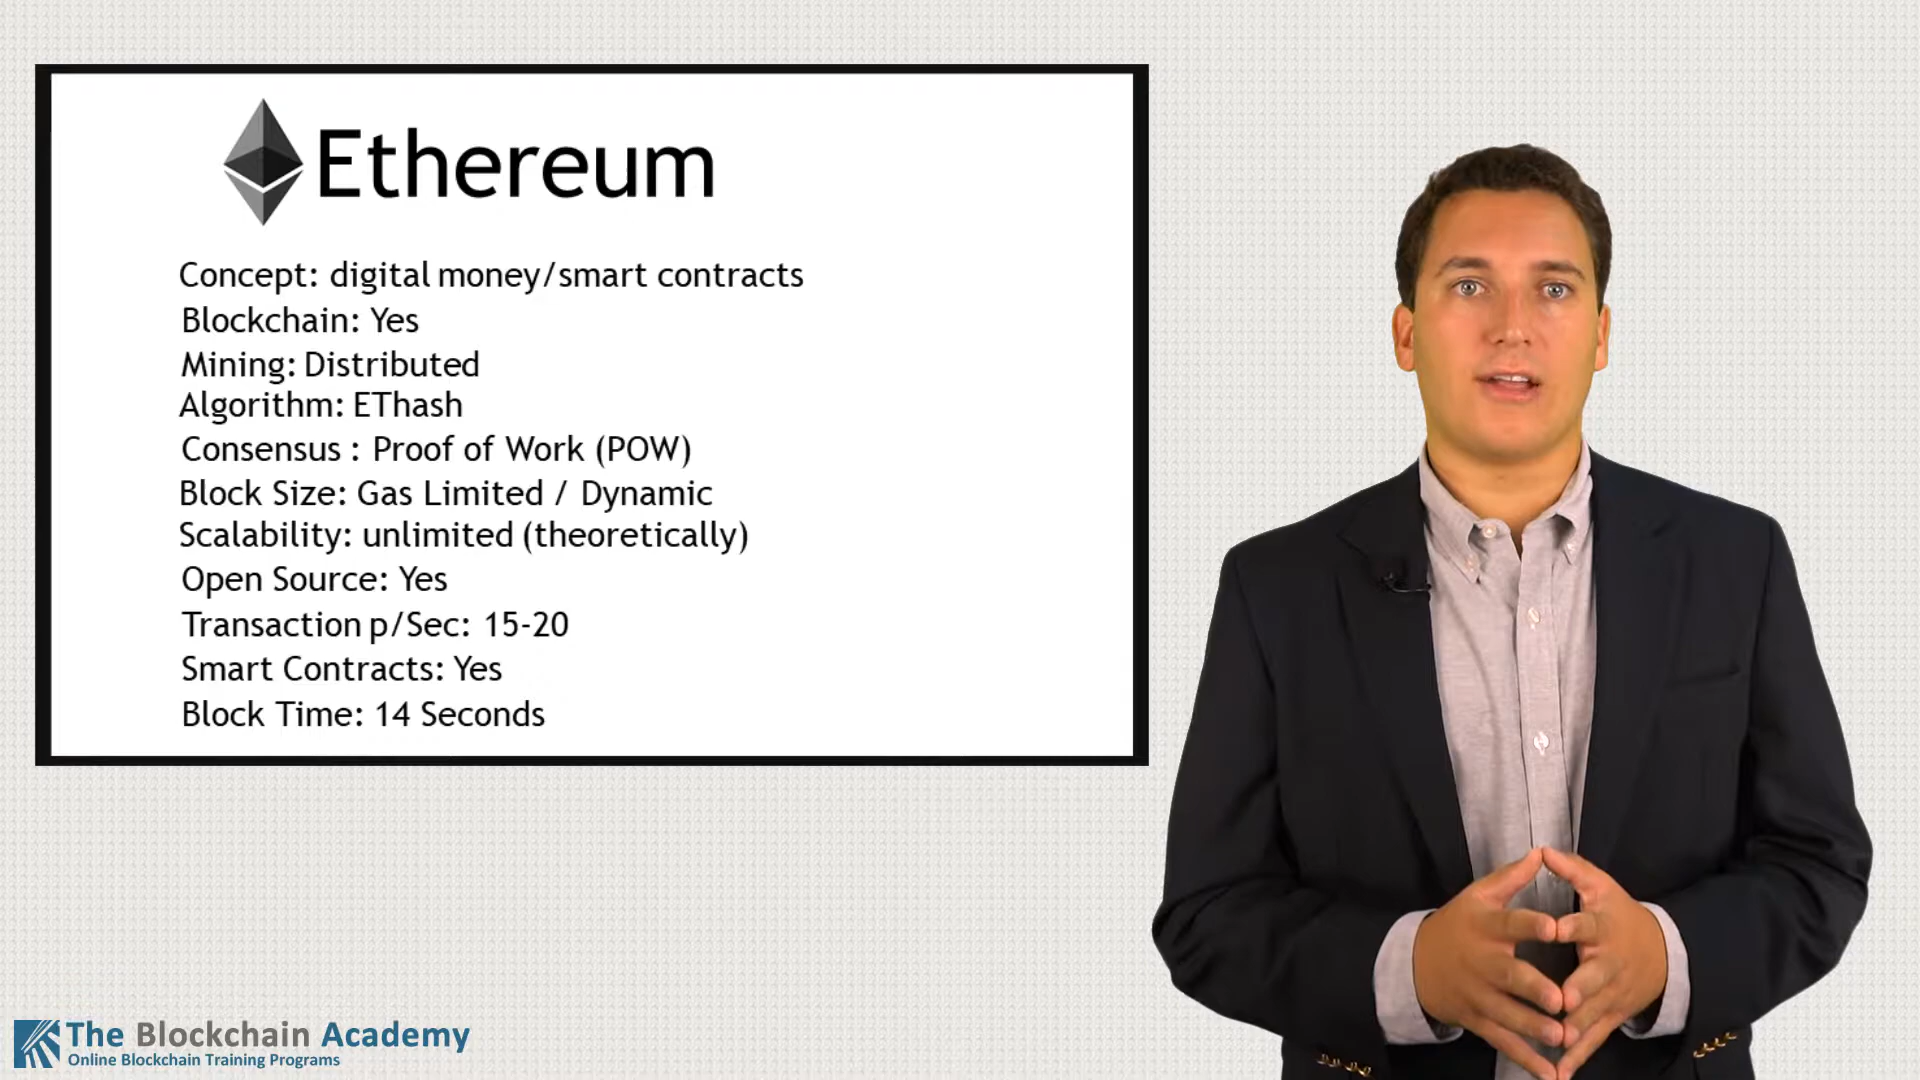 Ethereum
Concept: digital money/smart contracts
Blockchain: Yes
Mining: Distributed
Algorithm: EThash
Consensus : Proof of Work (POW)
Block Size: Gas Limited / Dynamic
Scalability: unlimited (theoretically)
Open Source: Yes
Transaction p/Sec: 15-20
Smart Contracts: Yes
Block Time: 14 Seconds
The Blockchain Academy
Online Blockchain Training Programs